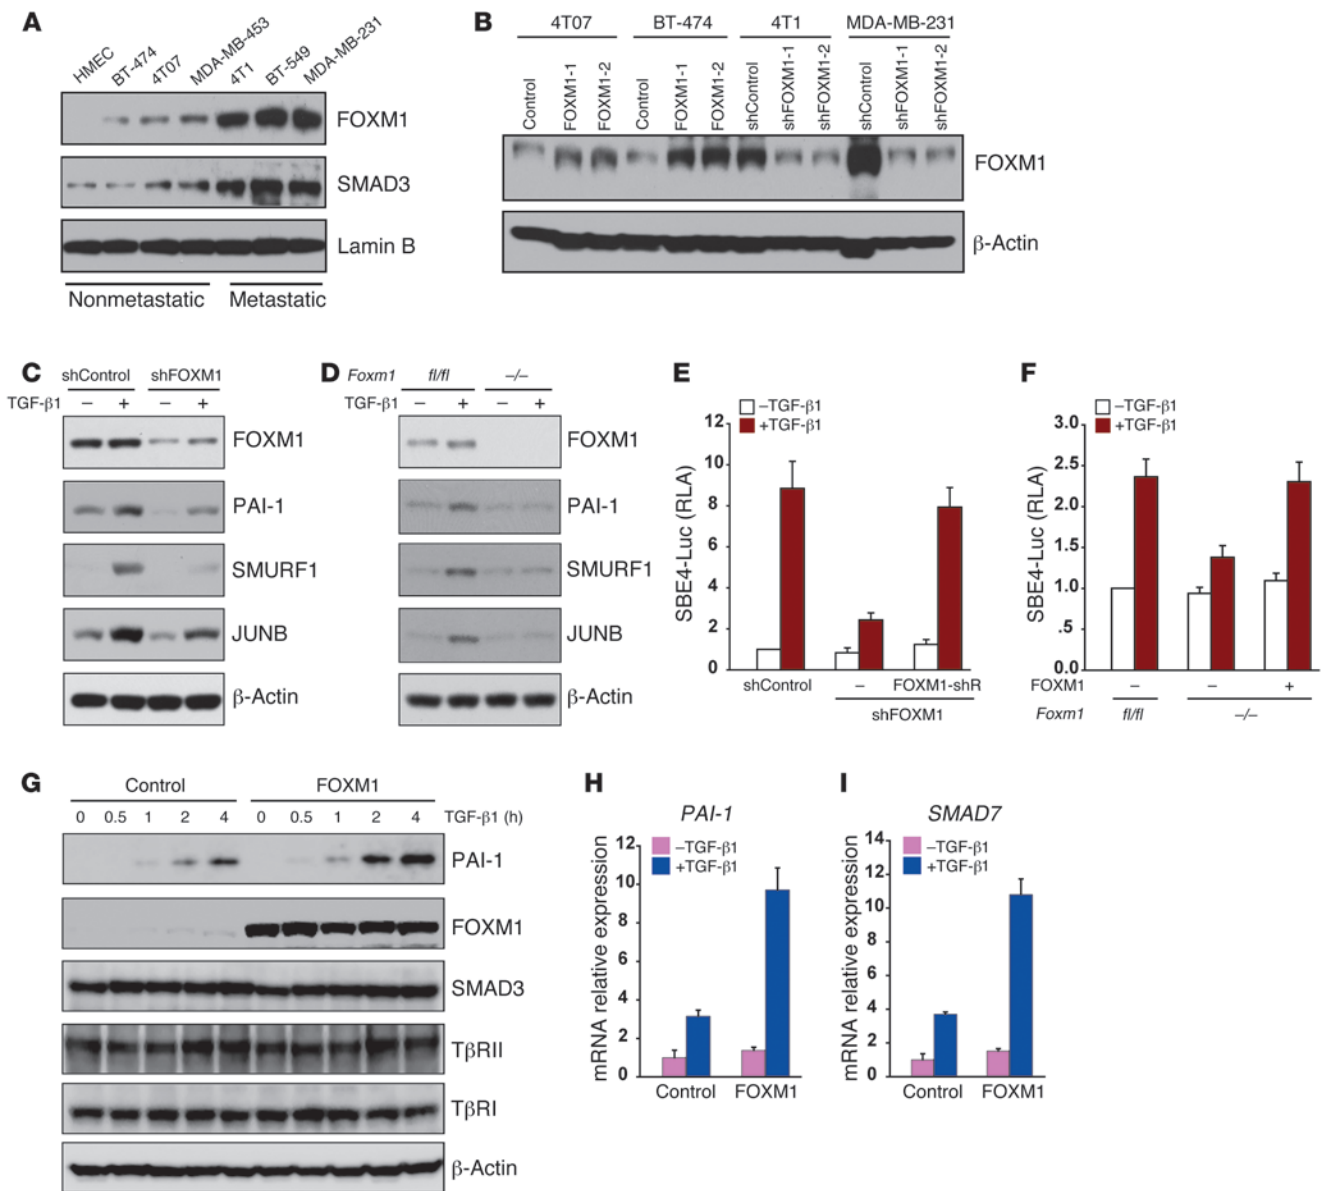 A
HMEC
BT-474
4T07
MDA-MB-453
4T1
BT-549
MDA-MB-231
FOXM1
SMAD3
Lamin B
Nonmetastatic Metastatic
B
4T07 BT-474 4T1 MDA-MB-231
Control
FOXM1-1
FOXM1-2
Control
FOXM1-1
FOXM1-2
shControl
shFOXM1-1
shFOXM1-2
shControl
shFOXM1-1
shFOXM1-2
FOXM1
β-Actin
C
shControl shFOXM1
TGF-β1 – + – +
FOXM1
PAI-1
SMURF1
JUNB
β-Actin
D
Foxm1 fl/fl –/–
TGF-β1 – + – +
FOXM1
PAI-1
SMURF1
JUNB
β-Actin
E
–TGF-β1
+TGF-β1
SBE4-Luc (RLA)
12
10
8
6
4
2
0
shControl – FOXM1-shR
shFOXM1
F
–TGF-β1
+TGF-β1
SBE4-Luc (RLA)
3.0
2.5
2.0
1.5
1.0
.5
0.0
FOXM1 – – +
Foxm1 fl/fl –/–
G
Control FOXM1
0 0.5 1 2 4 0 0.5 1 2 4 TGF-β1 (h)
PAI-1
FOXM1
SMAD3
TβRII
TβRI
β-Actin
H
PAI-1
–TGF-β1
+TGF-β1
mRNA relative expression
12
10
8
6
4
2
0
Control FOXM1
I
SMAD7
–TGF-β1
+TGF-β1
mRNA relative expression
14
12
10
8
6
4
2
0
Control FOXM1